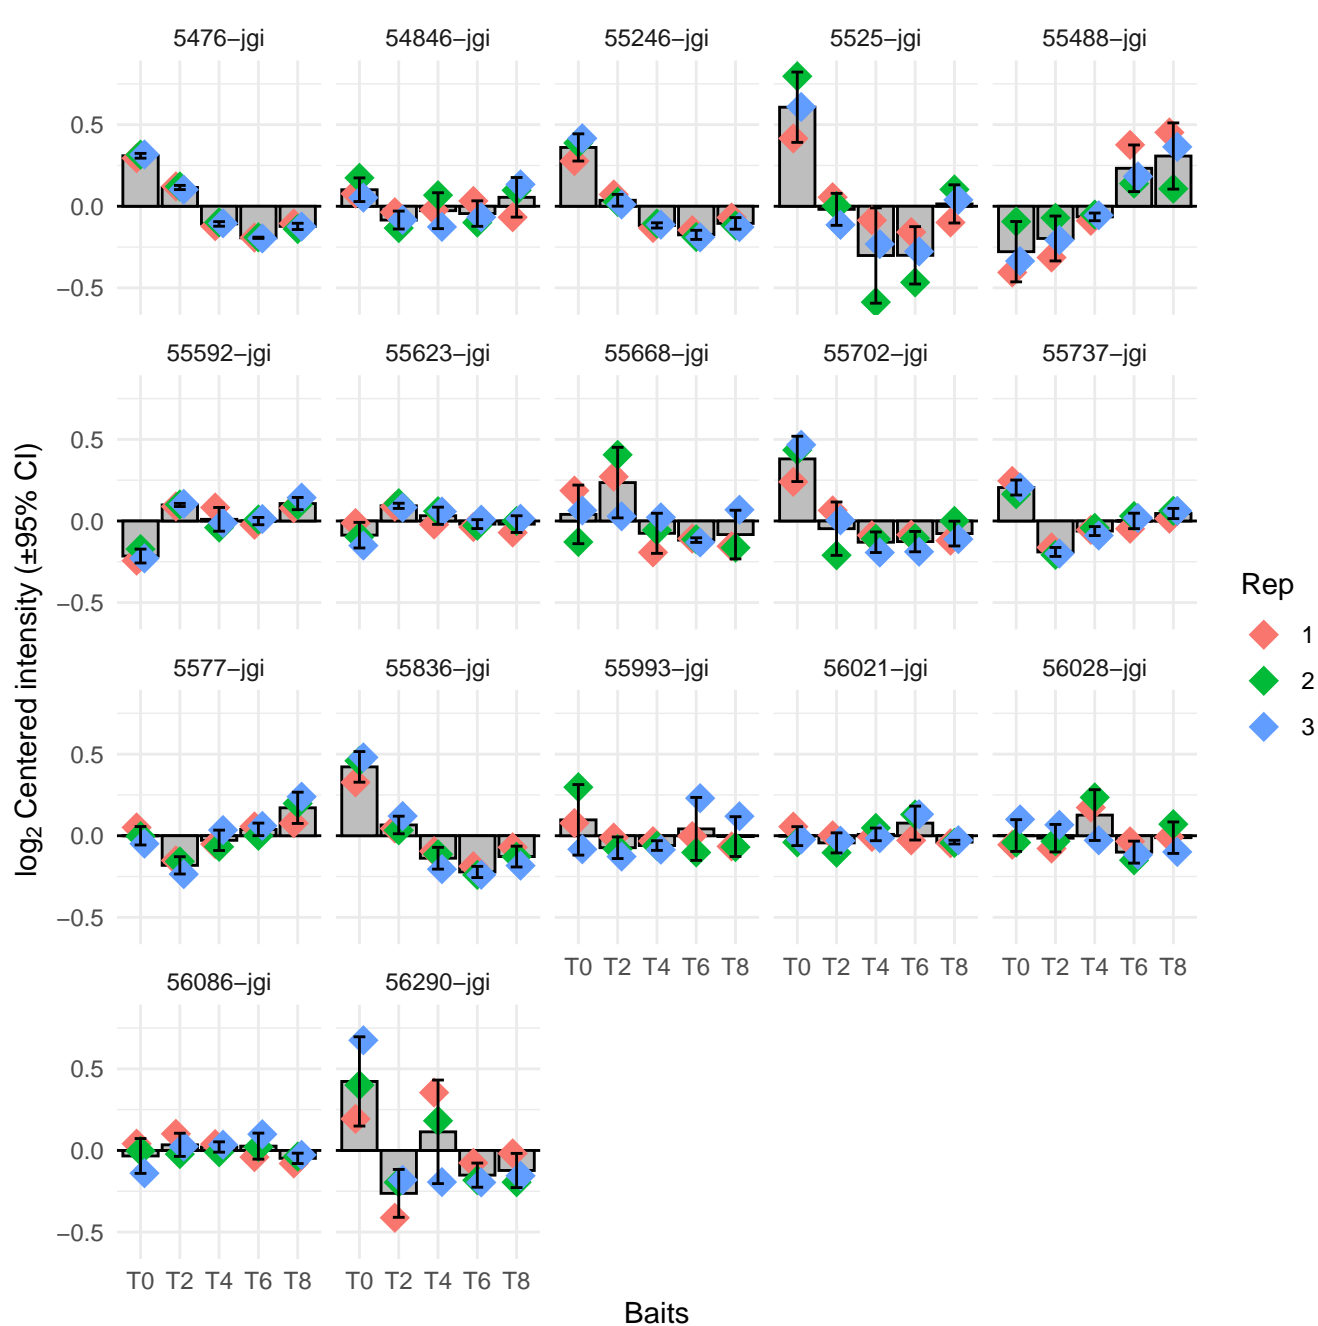 5476−jgi 54846−jgi 55246−jgi 5525−jgi 55488−jgi
0.5
0.0
−0.5
55592−jgi 55623−jgi 55668−jgi 55702−jgi 55737−jgi
0.5
0.0
−0.5
5577−jgi 55836−jgi 55993−jgi 56021−jgi 56028−jgi
0.5
0.0
−0.5
T0 T2 T4 T6 T8 T0 T2 T4 T6 T8 T0 T2 T4 T6 T8
56086−jgi 56290−jgi
0.5
0.0
−0.5
T0 T2 T4 T6 T8 T0 T2 T4 T6 T8
Baits
log₂ Centered intensity (±95% CI)
Rep
1
2
3